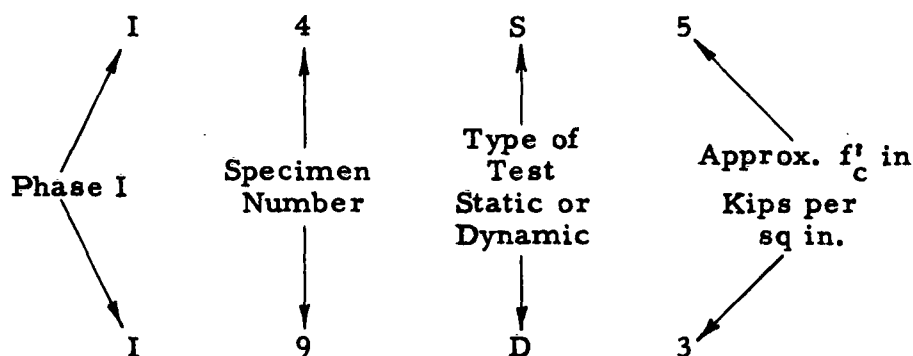 I 4 S 5
Phase I
Specimen
Number
Type of
Test
Static or
Dynamic
Approx. f'c in
Kips per
sq in.
I 9 D 3